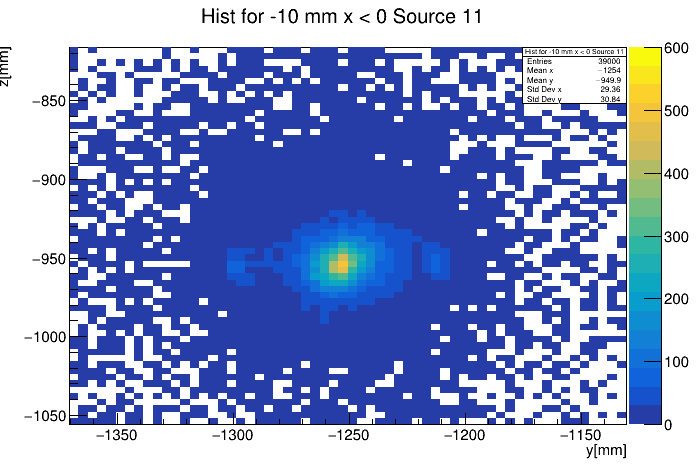 Hist for -10 mm x < 0 Source 11
z[mm]
Hist for -10 mm x < 0 Source 11
Entries 39000
Mean x −1254
Mean y −949.9
Std Dev x 29.36
Std Dev y 30.84
−850
−900
−950
−1000
−1050
−1350 −1300 −1250 −1200 −1150
y[mm]
600
500
400
300
200
100
0